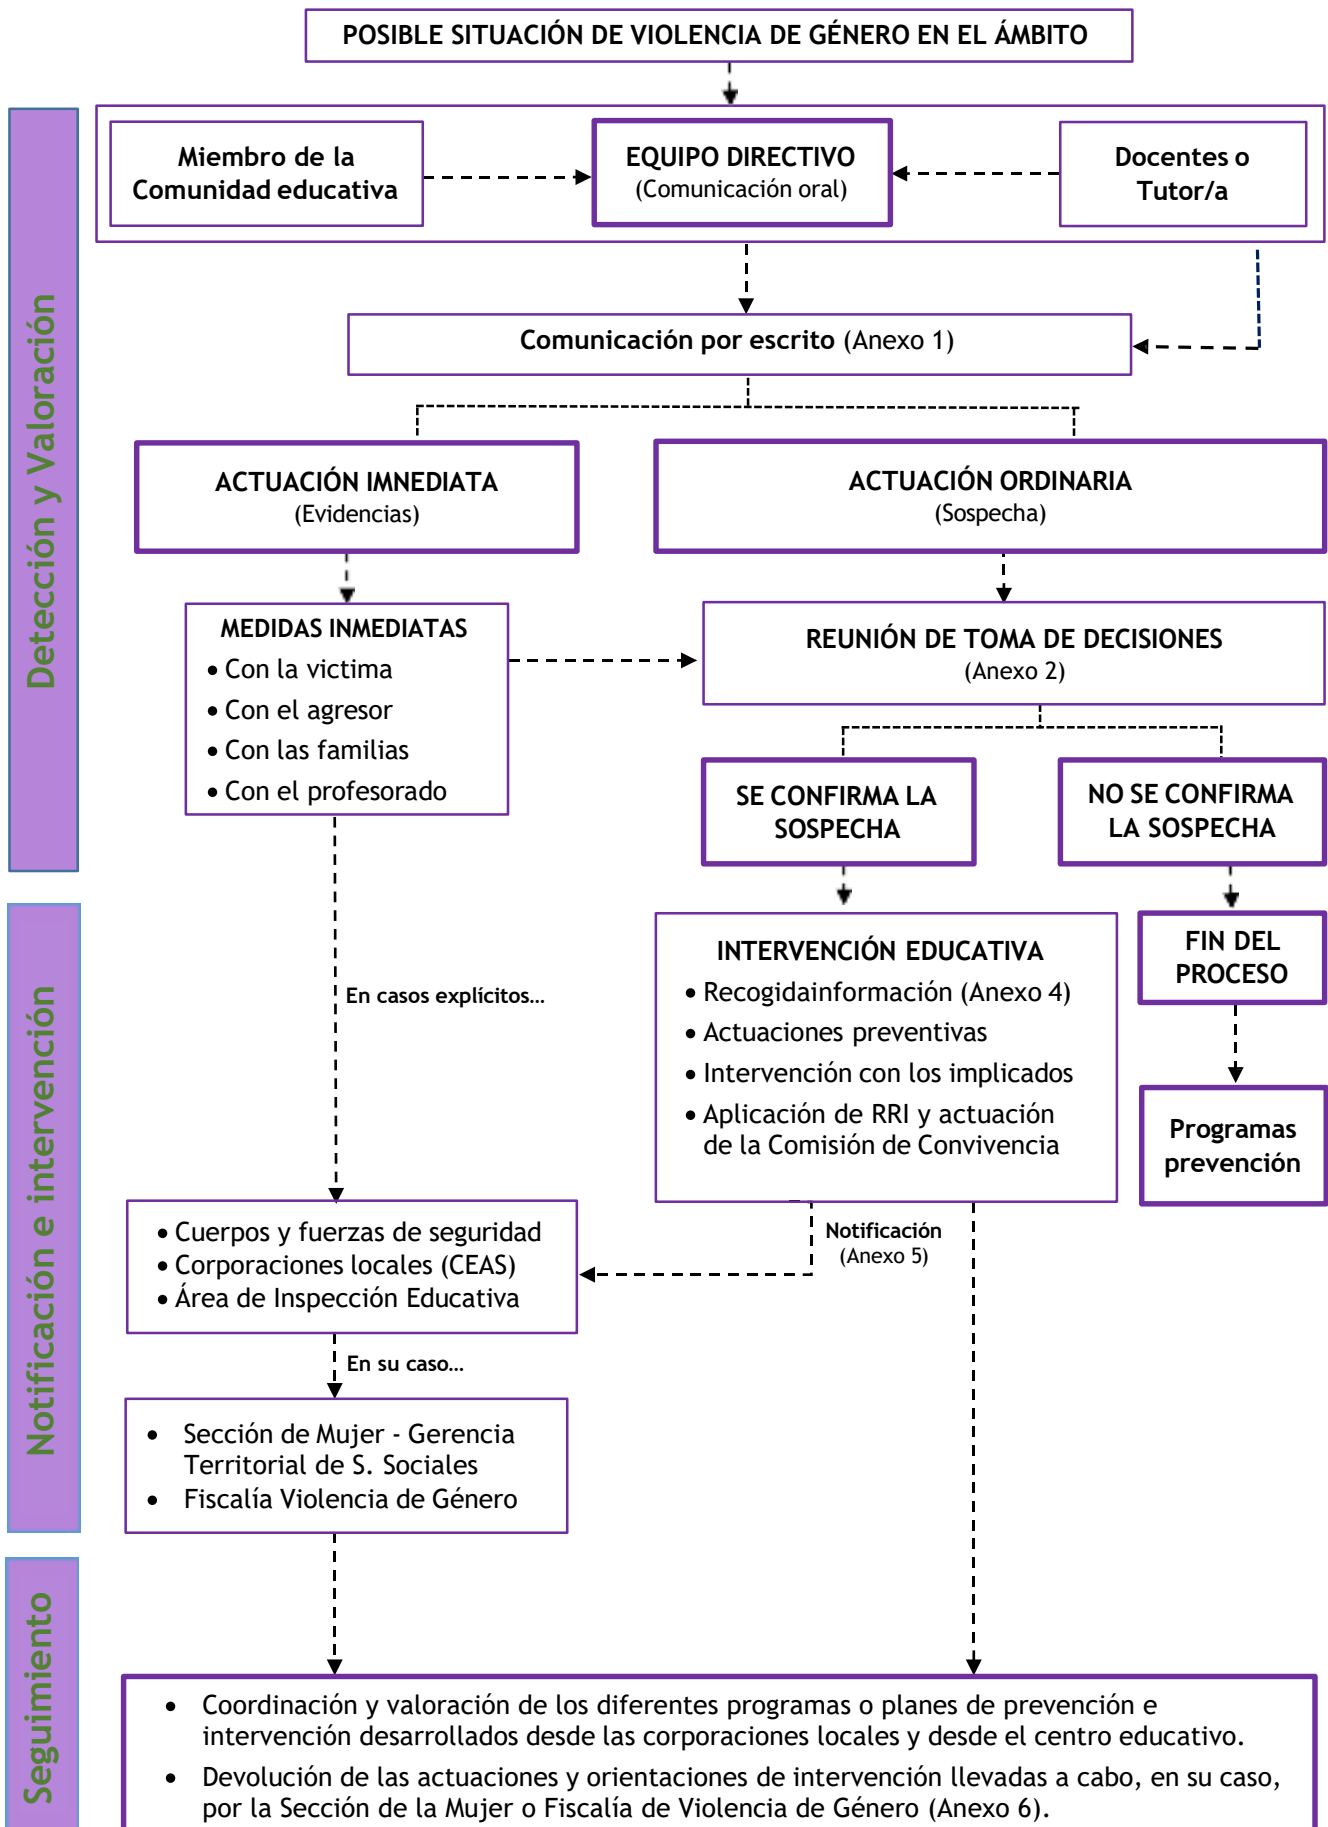 POSIBLE SITUACIÓN DE VIOLENCIA DE GÉNERO EN EL ÁMBITO
Detección y Valoración
Miembro de la
Comunidad educativa
EQUIPO DIRECTIVO
(Comunicación oral)
Docentes o
Tutor/a
Comunicación por escrito (Anexo 1)
ACTUACIÓN IMNEDIATA
(Evidencias)
ACTUACIÓN ORDINARIA
(Sospecha)
MEDIDAS INMEDIATAS
• Con la victima
• Con el agresor
• Con las familias
• Con el profesorado
REUNIÓN DE TOMA DE DECISIONES
(Anexo 2)
SE CONFIRMA LA
SOSPECHA
NO SE CONFIRMA
LA SOSPECHA
Notificación e intervención
En casos explícitos...
INTERVENCIÓN EDUCATIVA
• Recogidainformación (Anexo 4)
• Actuaciones preventivas
• Intervención con los implicados
• Aplicación de RRI y actuación
de la Comisión de Convivencia
FIN DEL
PROCESO
Programas
prevención
• Cuerpos y fuerzas de seguridad
• Corporaciones locales (CEAS)
• Área de Inspección Educativa
Notificación
(Anexo 5)
En su caso...
• Sección de Mujer - Gerencia
Territorial de S. Sociales
• Fiscalía Violencia de Género
Seguimiento
• Coordinación y valoración de los diferentes programas o planes de prevención e
intervención desarrollados desde las corporaciones locales y desde el centro educativo.
• Devolución de las actuaciones y orientaciones de intervención llevadas a cabo, en su caso,
por la Sección de la Mujer o Fiscalía de Violencia de Género (Anexo 6).